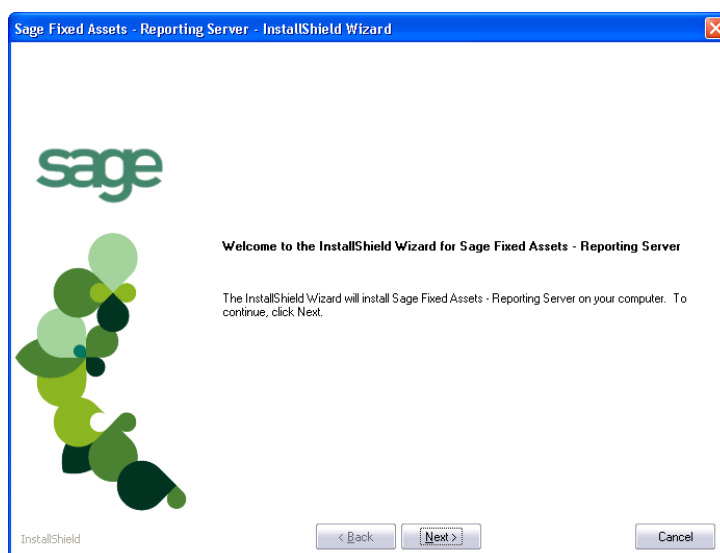 Sage Fixed Assets - Reporting Server - InstallShield Wizard
sage
Welcome to the InstallShield Wizard for Sage Fixed Assets - Reporting Server
The InstallShield Wizard will install Sage Fixed Assets - Reporting Server on your computer. To
continue, click Next.
InstallShield
< Back
Next >
Cancel